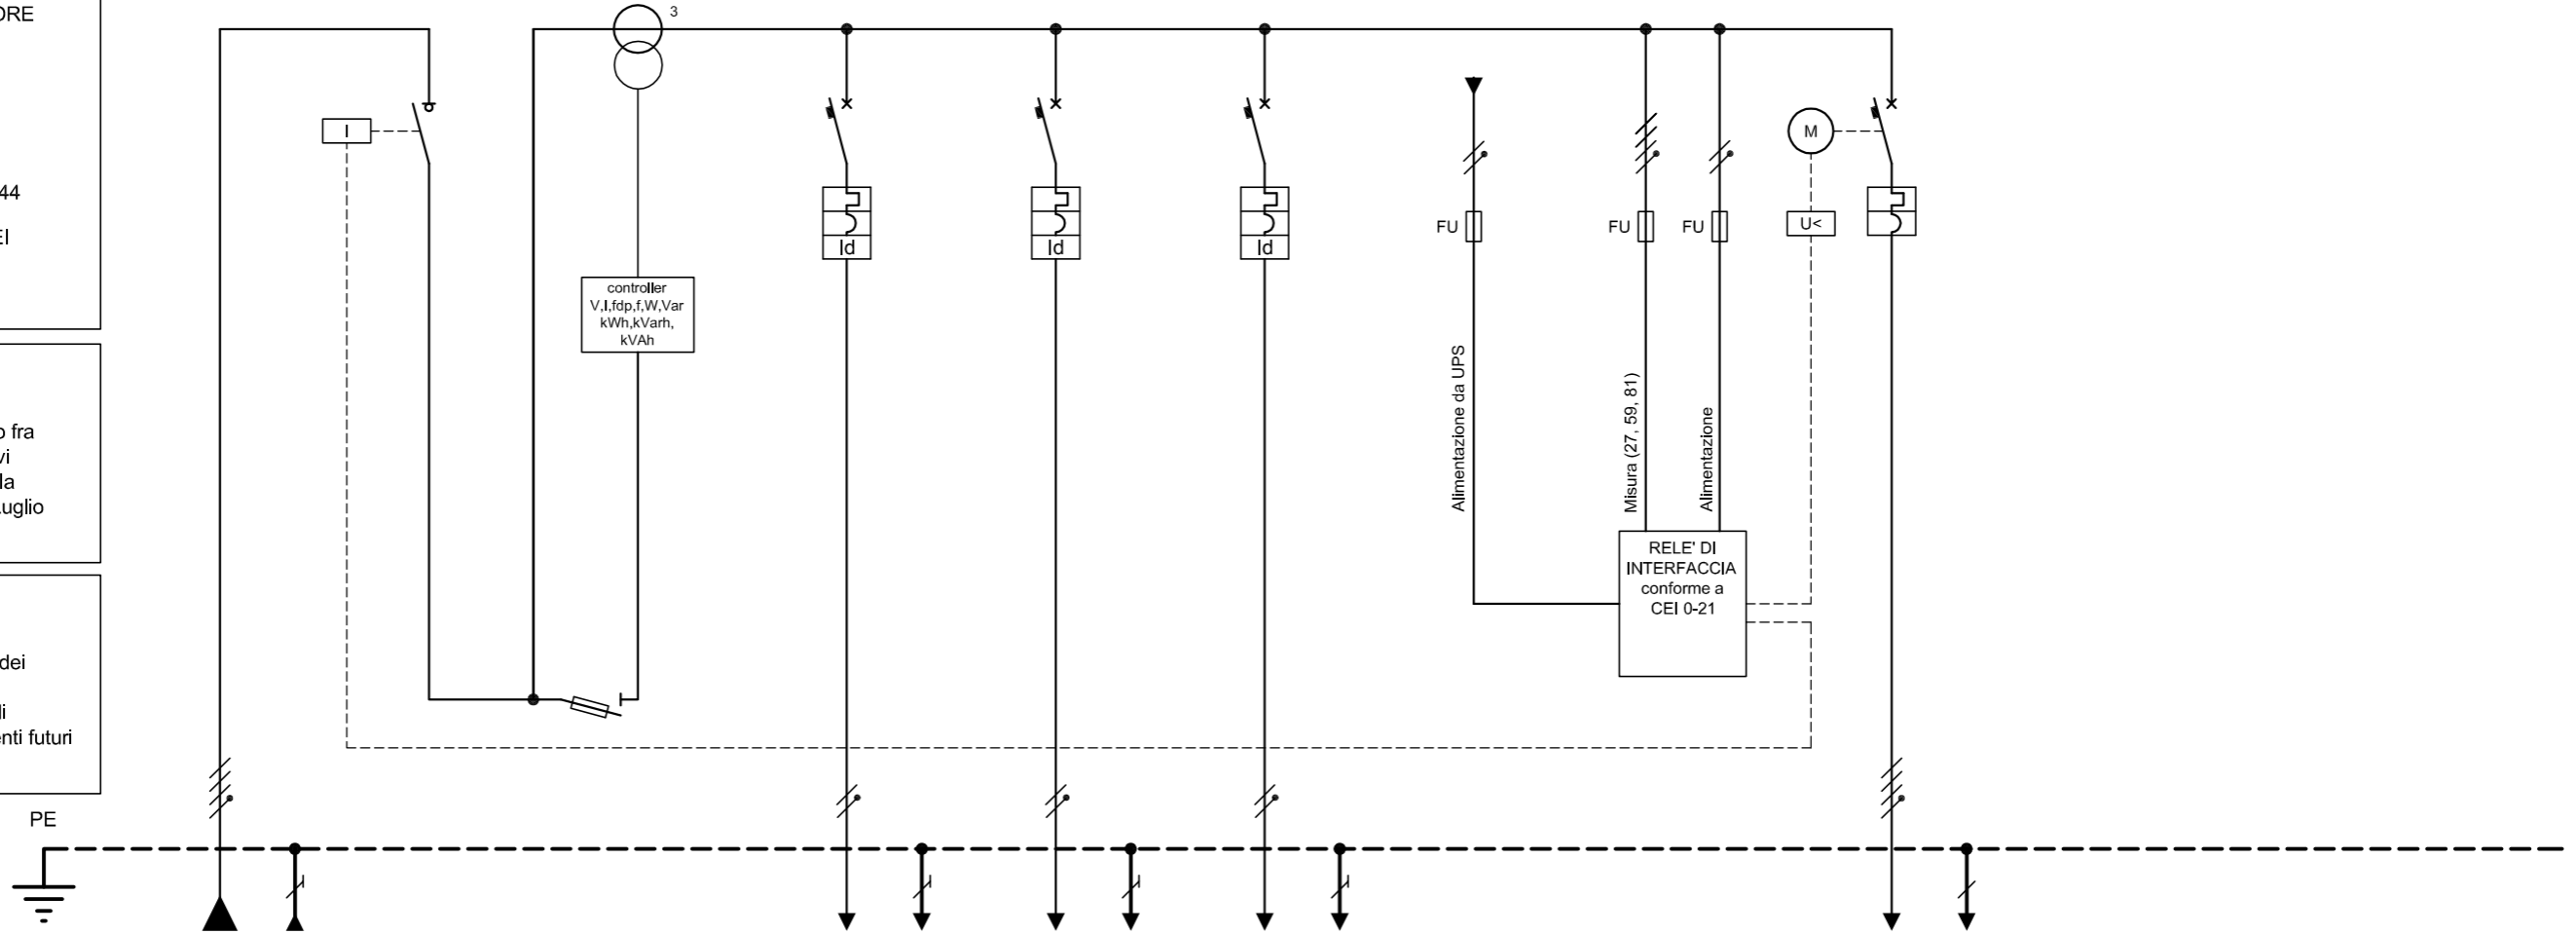 ORE
44
EI
o fra
vi
la
Luglio
dei
li
enti futuri
PE
3
I
controller
V,I,fdp,f,W,Var
kWh,kVarh,
kVAh
Id
Id
Id
FU
Alimentazione da UPS
FU
Misura (27, 59, 81)
FU
Alimentazione
M
U<
RELE' DI
INTERFACCIA
conforme a
CEI 0-21